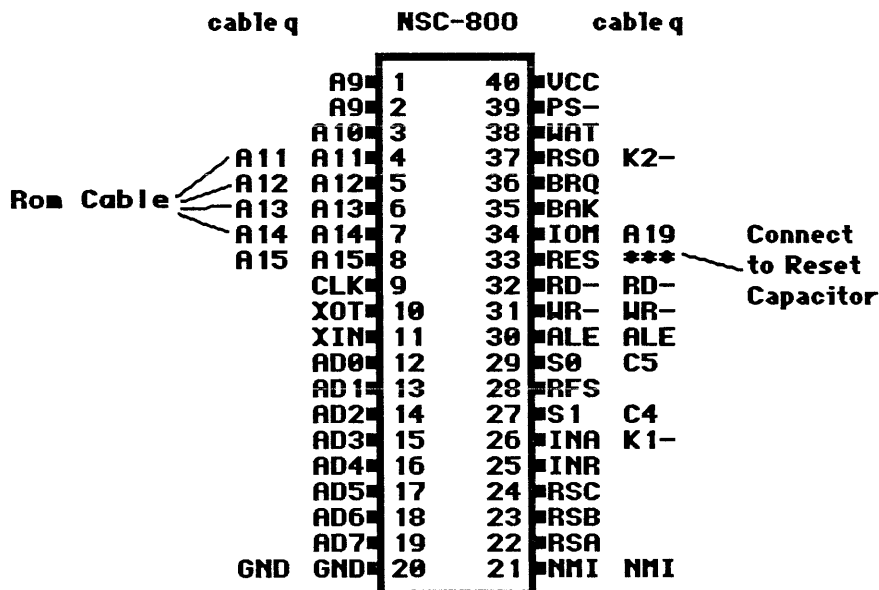 cable q NSC-800 cable q
A9 1 40 VCC
A9 2 39 PS-
A10 3 38 WAT
A11 A11 4 37 RSO K2-
A12 A12 5 36 BRQ
Rom Cable
A13 A13 6 35 BAK
A14 A14 7 34 IOM A19
A15 A15 8 33 RES ***
Connect
to Reset
Capacitor
CLK 9 32 RD- RD-
XOT 10 31 WR- WR-
XIN 11 30 ALE ALE
AD0 12 29 S0 C5
AD1 13 28 RFS
AD2 14 27 S1 C4
AD3 15 26 INA K1-
AD4 16 25 INR
AD5 17 24 RSC
AD6 18 23 RSB
AD7 19 22 RSA
GND GND 20 21 NMI NMI